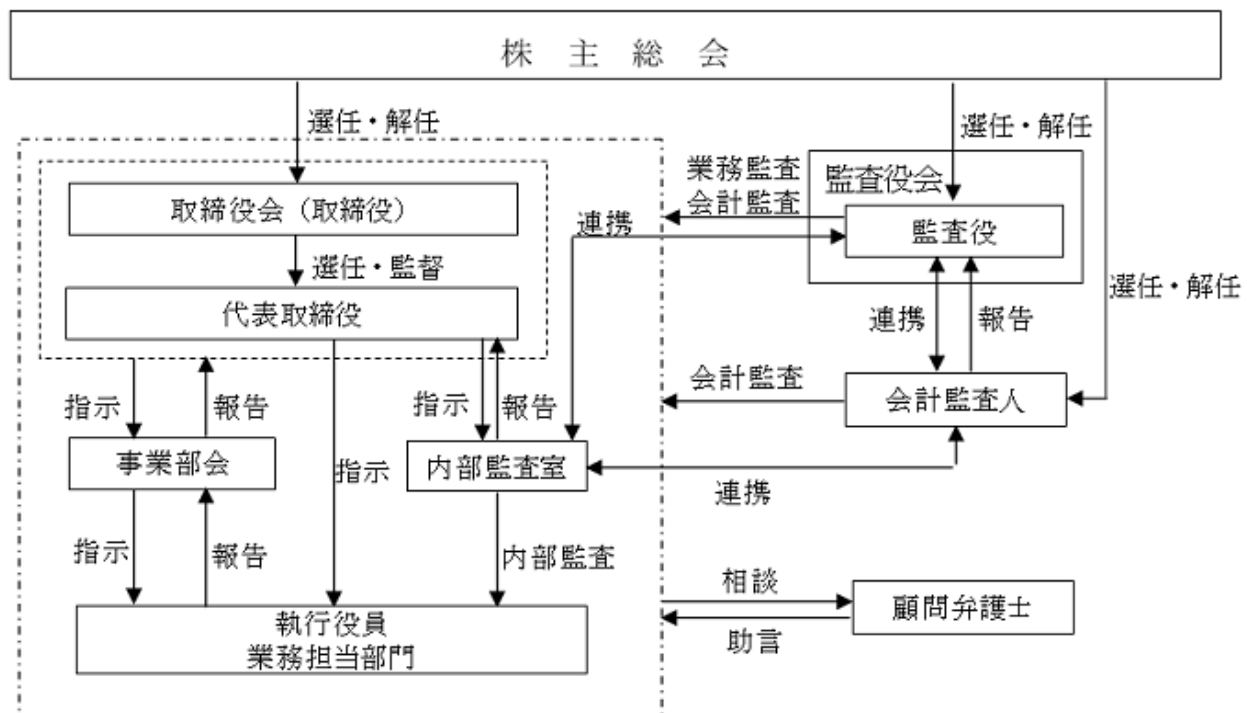 株 主 総 会
選任・解任
選任・解任
業務監査
会計監査
監査役会
取締役会（取締役）
連携
監査役
選任・監督
選任・解任
代表取締役
連携
報告
会計監査
会計監査人
指示
報告
指示
報告
事業部会
指示
内部監査室
連携
指示
報告
内部監査
相談
顧問弁護士
助言
執行役員
業務担当部門